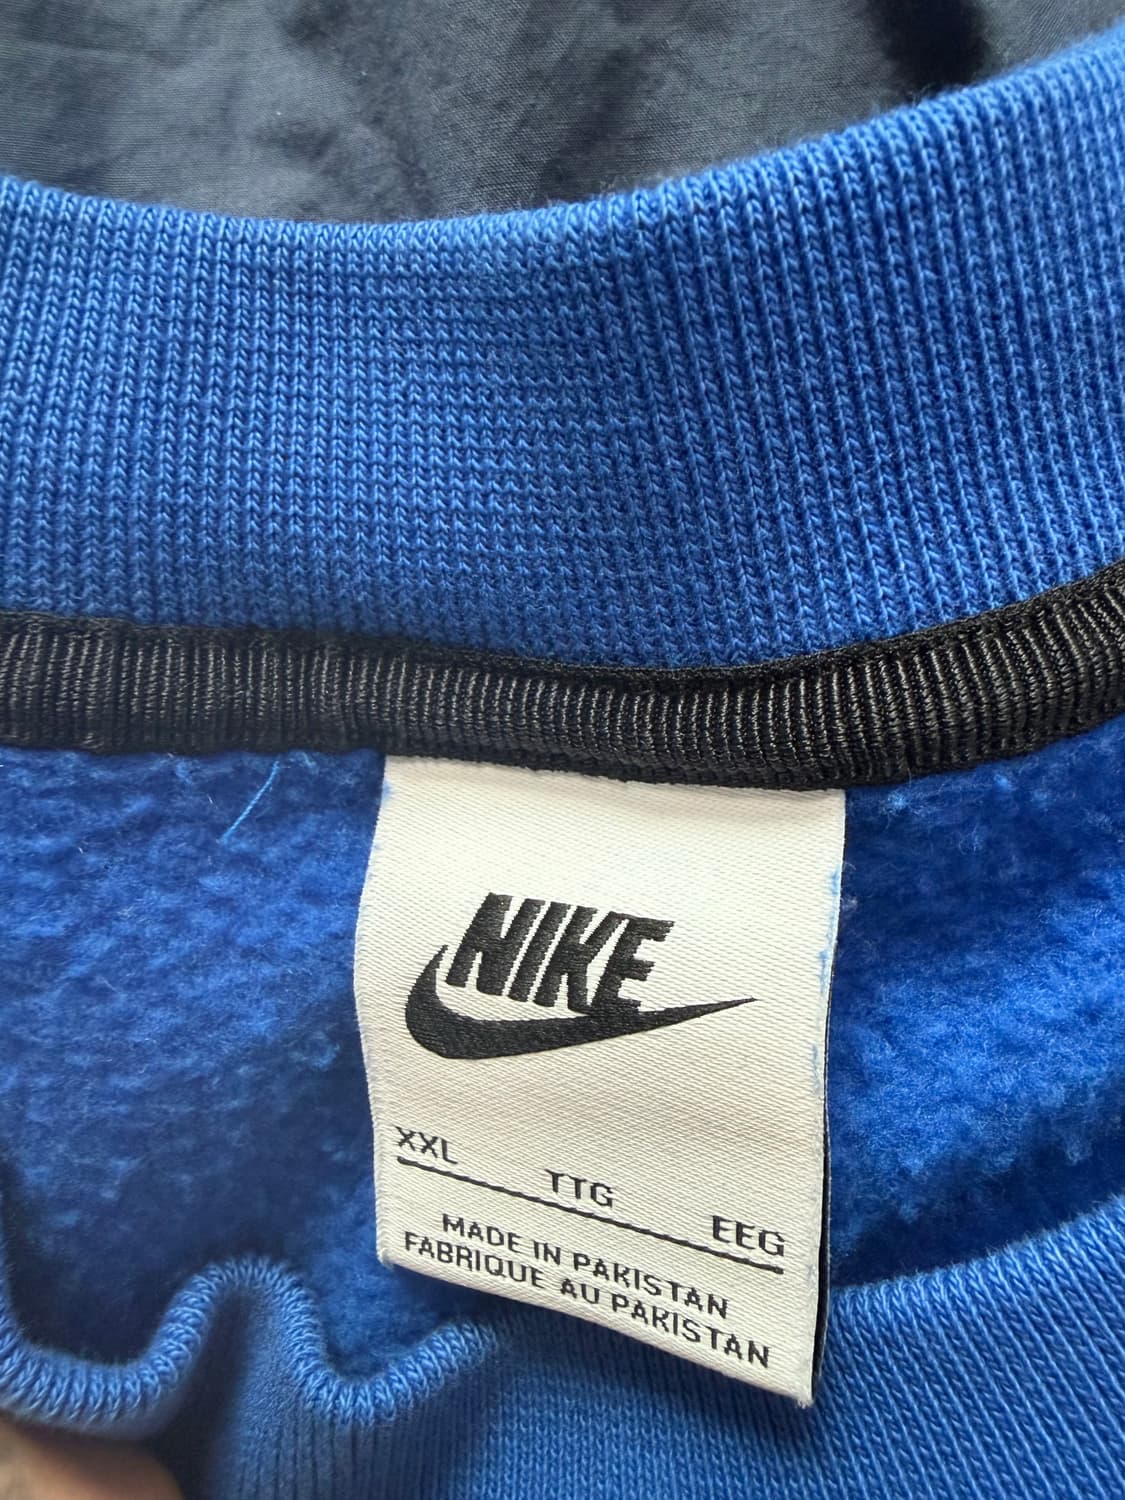 NIKE
XXL TTG EEG
MADE IN PAKISTAN
FABRIQUE AU PAKISTAN